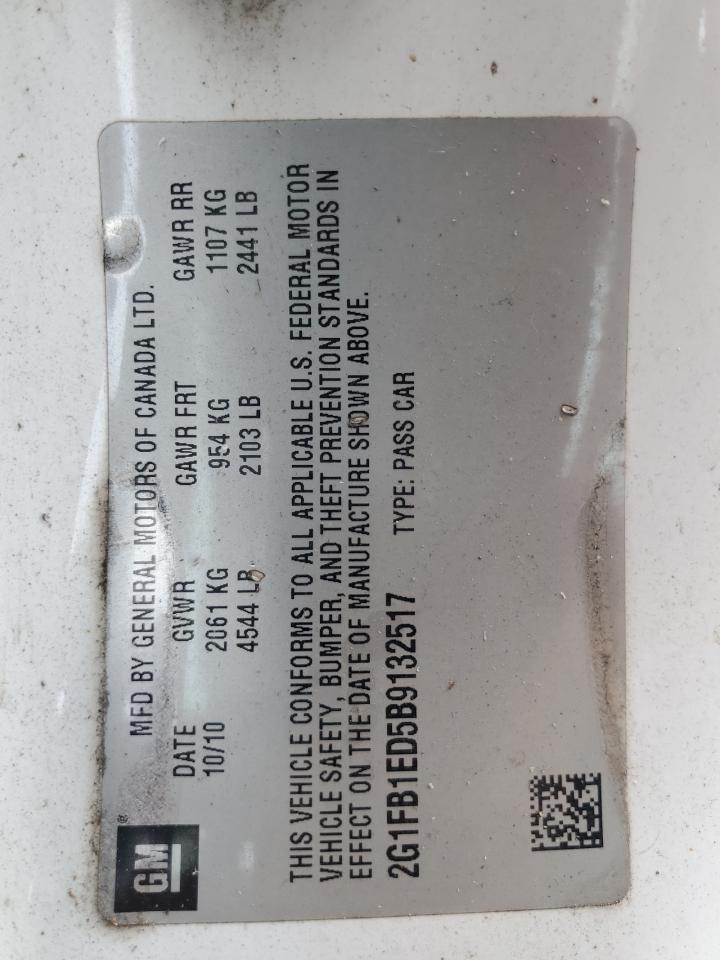 GM®
MFD BY GENERAL MOTORS OF CANADA LTD.
DATE GVWR GAWR FRT GAWR RR
10/10 2061 KG 954 KG 1107 KG
4544 LB 2103 LB 2441 LB
THIS VEHICLE CONFORMS TO ALL APPLICABLE U.S. FEDERAL MOTOR
VEHICLE SAFETY, BUMPER, AND THEFT PREVENTION STANDARDS IN
EFFECT ON THE DATE OF MANUFACTURE SHOWN ABOVE.
2G1FB1ED5B9132517 TYPE: PASS CAR